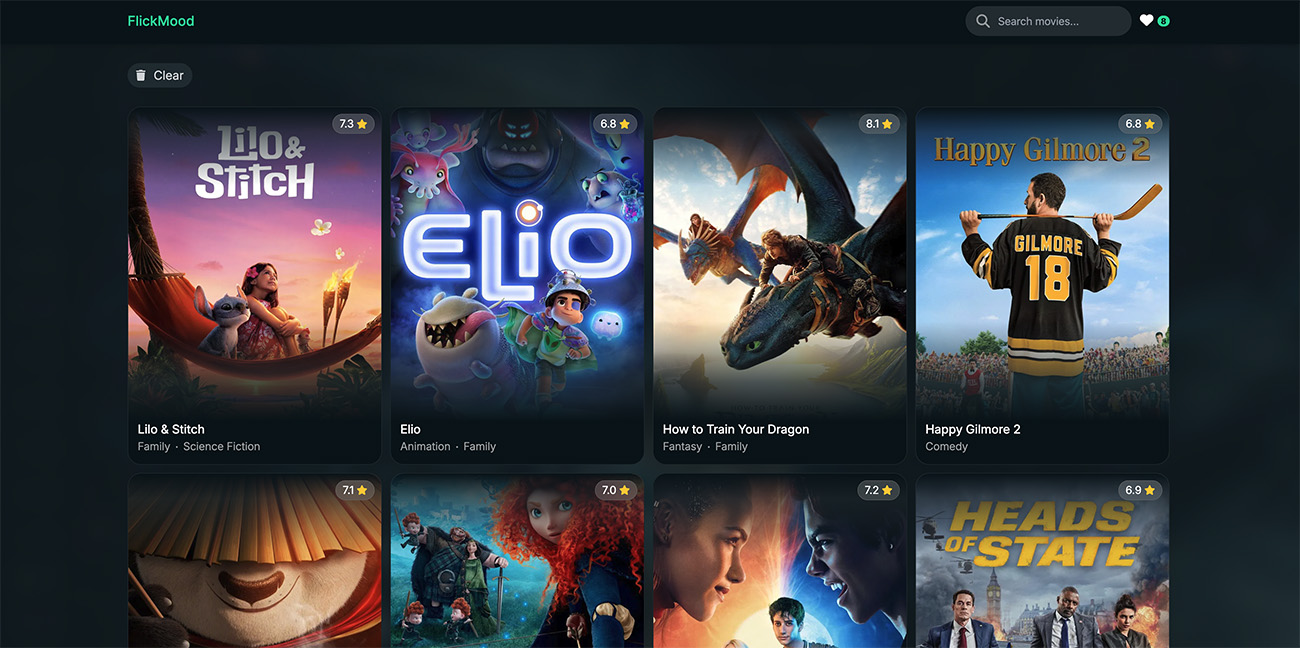 FlickMood
Search movies...
8
Clear
7.3
LiLO &
STiTCH
Lilo & Stitch
Family · Science Fiction
6.8
ELiO
Elio
Animation · Family
8.1
How to Train Your Dragon
Fantasy · Family
6.8
Happy Gilmore 2
GILMORE
18
Happy Gilmore 2
Comedy
7.1
7.0
7.2
6.9
HEADS
OF STATE